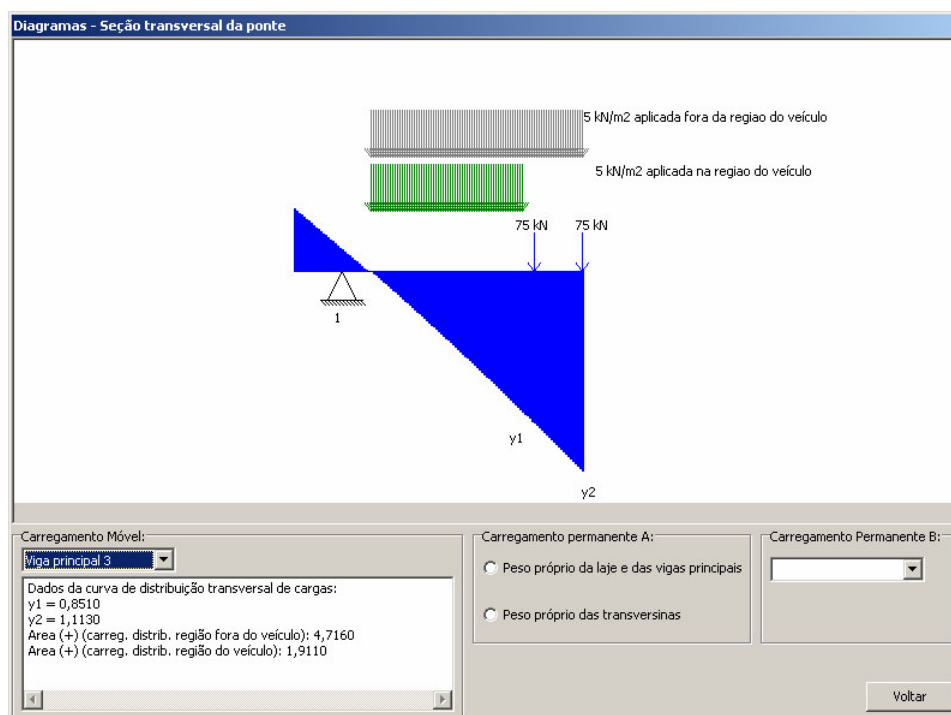 Diagramas - Seção transversal da ponte
5 kN/m2 aplicada fora da regiao do veículo
5 kN/m2 aplicada na regiao do veículo
75 kN 75 kN
1
y1
y2
Carregamento Móvel:
Viga principal 3
Dados da curva de distribuição transversal de cargas:
y1 = 0,8510
y2 = 1,1130
Area (+) (carreg. distrib. região fora do veículo): 4,7160
Area (+) (carreg. distrib. região do veículo): 1,9110
Carregamento permanente A:
Peso próprio da laje e das vigas principais
Peso próprio das transversinas
Carregamento Permanente B:
Voltar